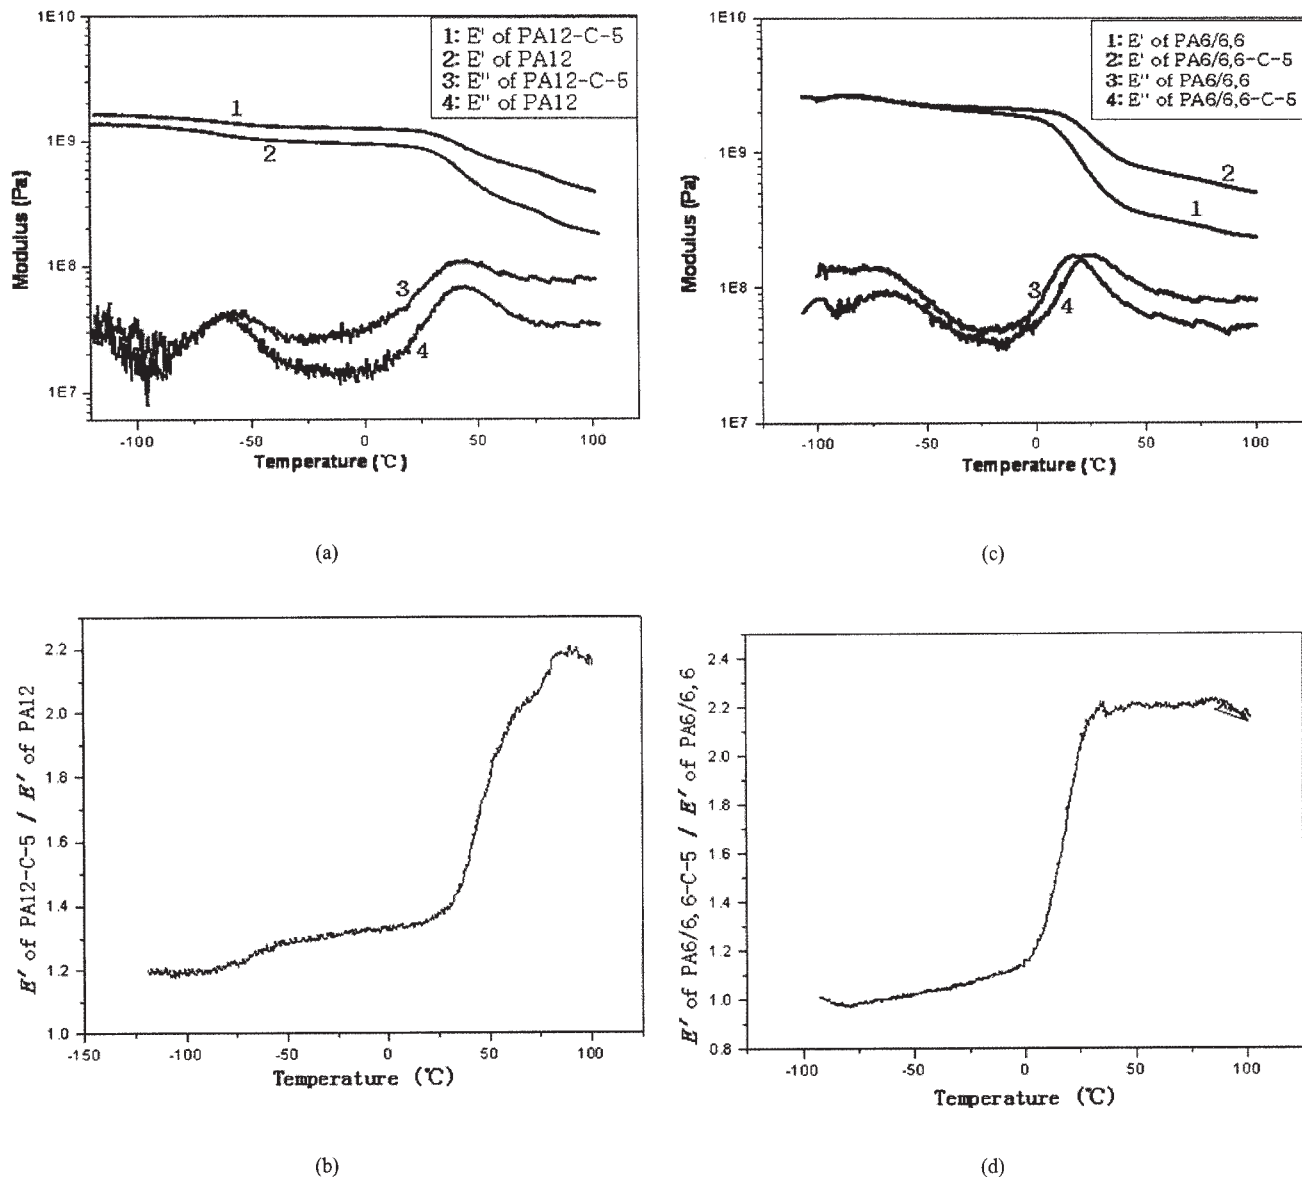 1E10
1E9
1E8
1E7
Modulus (Pa)
1: E' of PA12-C-5
2: E' of PA12
3: E'' of PA12-C-5
4: E'' of PA12
1
2
3
4
-100
-50
0
50
100
Temperature (℃)
(a)
1E10
1E9
1E8
1E7
Modulus (Pa)
1: E' of PA6/6,6
2: E' of PA6/6,6-C-5
3: E'' of PA6/6,6
4: E'' of PA6/6,6-C-5
2
1
3
4
-100
-50
0
50
100
Temperature (℃)
(c)
2.2
2.0
1.8
1.6
1.4
1.2
1.0
E' of PA12-C-5 / E' of PA12
-150
-100
-50
0
50
100
Temperature (℃)
(b)
2.4
2.2
2.0
1.8
1.6
1.4
1.2
1.0
0.8
E' of PA6/6,6-C-5 / E' of PA6/6,6
-100
-50
0
50
100
Temperature (℃)
(d)